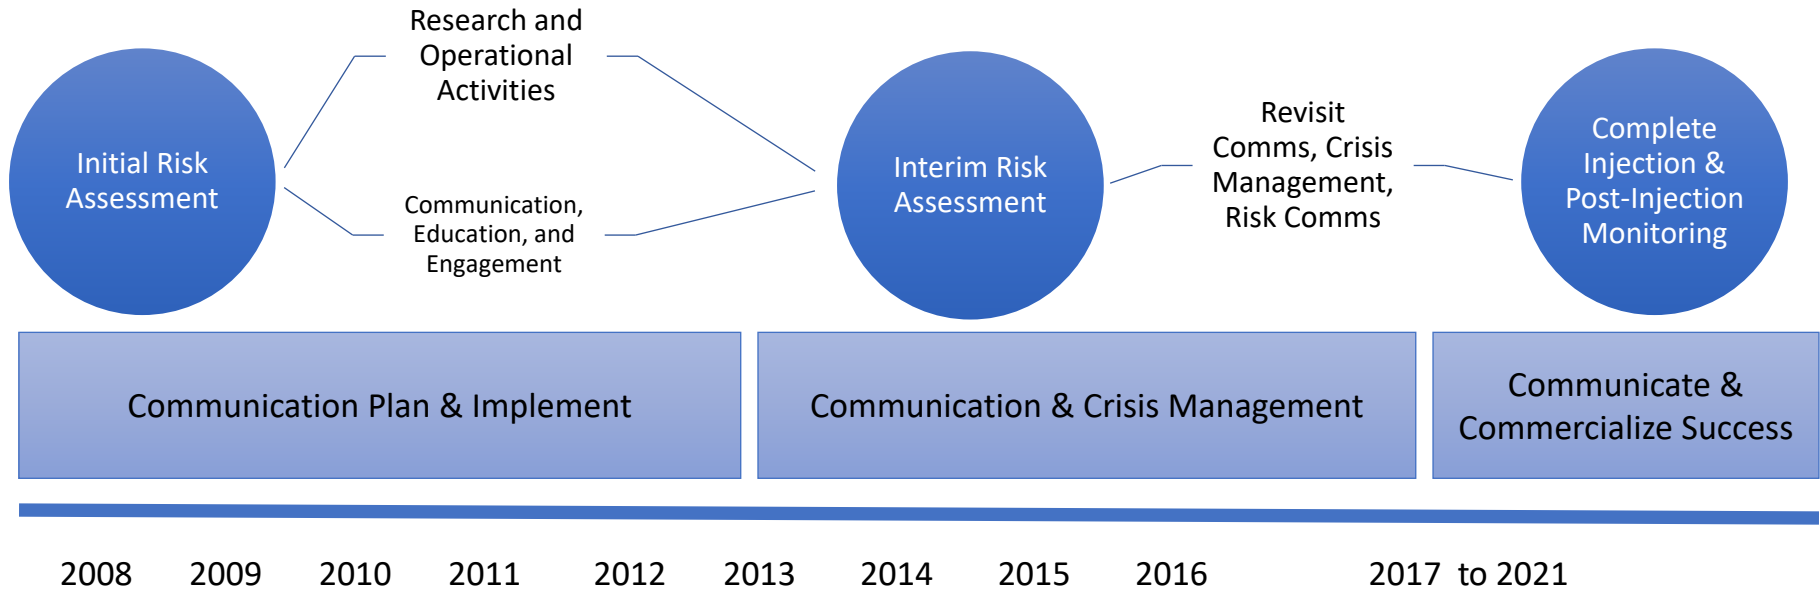 Initial Risk
Assessment
Research and
Operational
Activities
Communication,
Education, and
Engagement
Interim Risk
Assessment
Revisit
Comms, Crisis
Management,
Risk Comms
Complete
Injection &
Post-Injection
Monitoring
Communication Plan & Implement
Communication & Crisis Management
Communicate &
Commercialize Success
2008 2009 2010 2011 2012 2013 2014 2015 2016 2017 to 2021